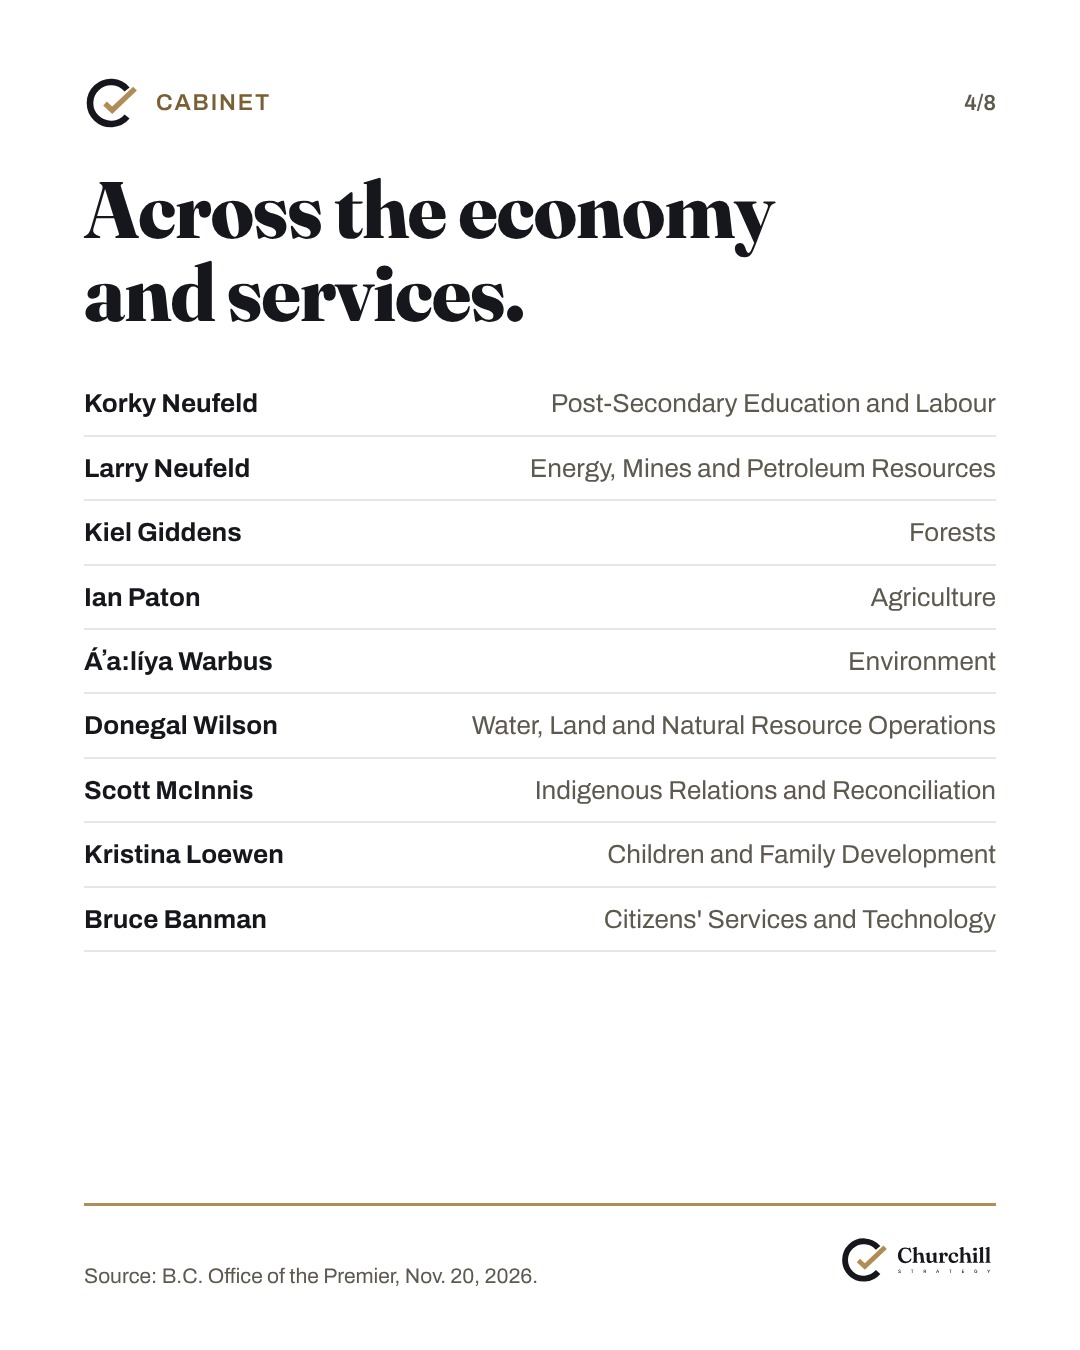 CABINET
4/8
Across the economy
and services.
Korky Neufeld Post-Secondary Education and Labour
Larry Neufeld Energy, Mines and Petroleum Resources
Kiel Giddens Forests
Ian Paton Agriculture
Á’a:líya Warbus Environment
Donegal Wilson Water, Land and Natural Resource Operations
Scott McInnis Indigenous Relations and Reconciliation
Kristina Loewen Children and Family Development
Bruce Banman Citizens' Services and Technology
Source: B.C. Office of the Premier, Nov. 20, 2026.
Churchill
STRATEGY